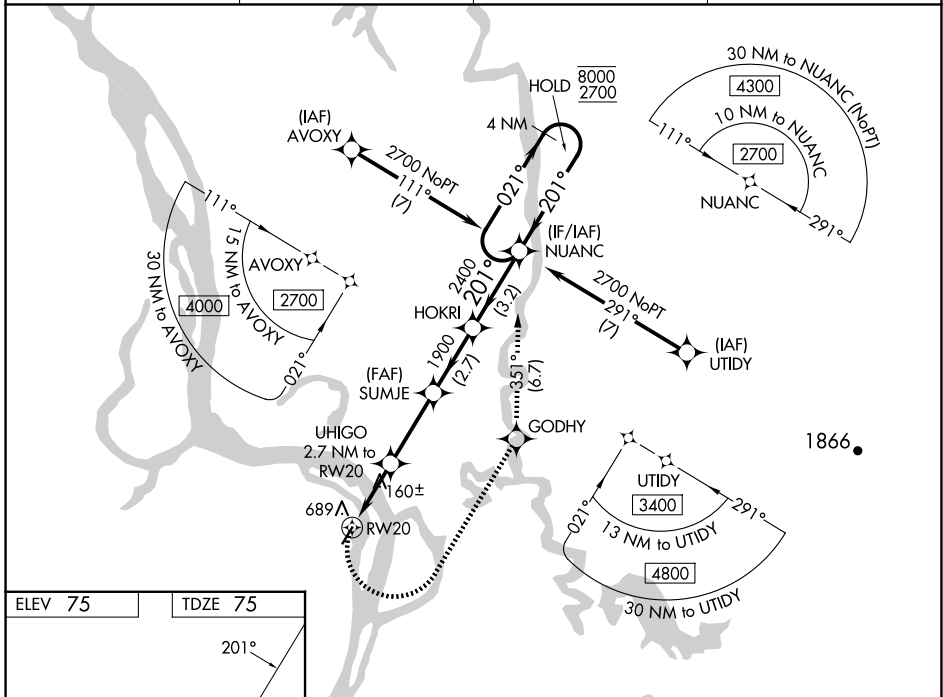 30 NM to NUANC (NoPT)
4300
10 NM to NUANC
2700
111°
NUANC
291°
HOLD 8000
2700
4 NM
021°
201°
(IAF)
AVOXY
2700 NoPT
111°
(7)
(IF/IAF)
NUANC
111°
AVOXY
15 NM to AVOXY
2700
30 NM to AVOXY
4000
021°
2400
201°
(3.2)
HOKRI
2700 NoPT
291°
(7)
(IAF)
UTIDY
1900
(2.7)
(FAF)
SUMJE
351°
(6.7)
GODHY
UHIGO
2.7 NM to
RW20
160±
689
RW20
1866
UTIDY
3400
13 NM to UTIDY
021°
291°
4800
30 NM to UTIDY
ELEV 75
TDZE 75
201°